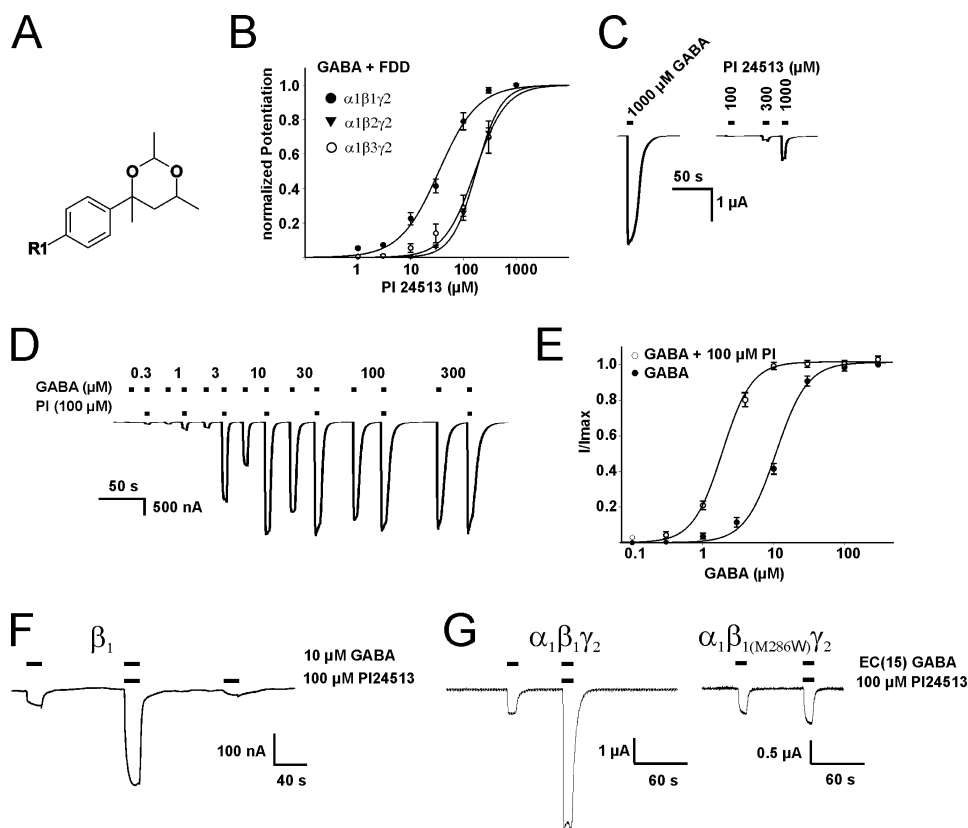 A
O
O
R1
B
GABA + FDD
α1β1γ2
α1β2γ2
α1β3γ2
normalized Potentiation
1.0
0.8
0.6
0.4
0.2
1 10 100 1000
PI 24513 (µM)
C
1000 µM GABA
PI 24513 (µM)
100 300 1000
50 s
1 µA
D
0.3 1 3 10 30 100 300
GABA (µM)
PI (100 µM)
50 s
500 nA
E
GABA + 100 µM PI
GABA
I/Imax
1.0
0.8
0.6
0.4
0.2
0.1 1 10 100
GABA (µM)
F
β1
10 µM GABA
100 µM PI24513
100 nA
40 s
G
α1β1γ2
α1β1(M286W)γ2
EC(15) GABA
100 µM PI24513
1 µA
60 s
0.5 µA
60 s